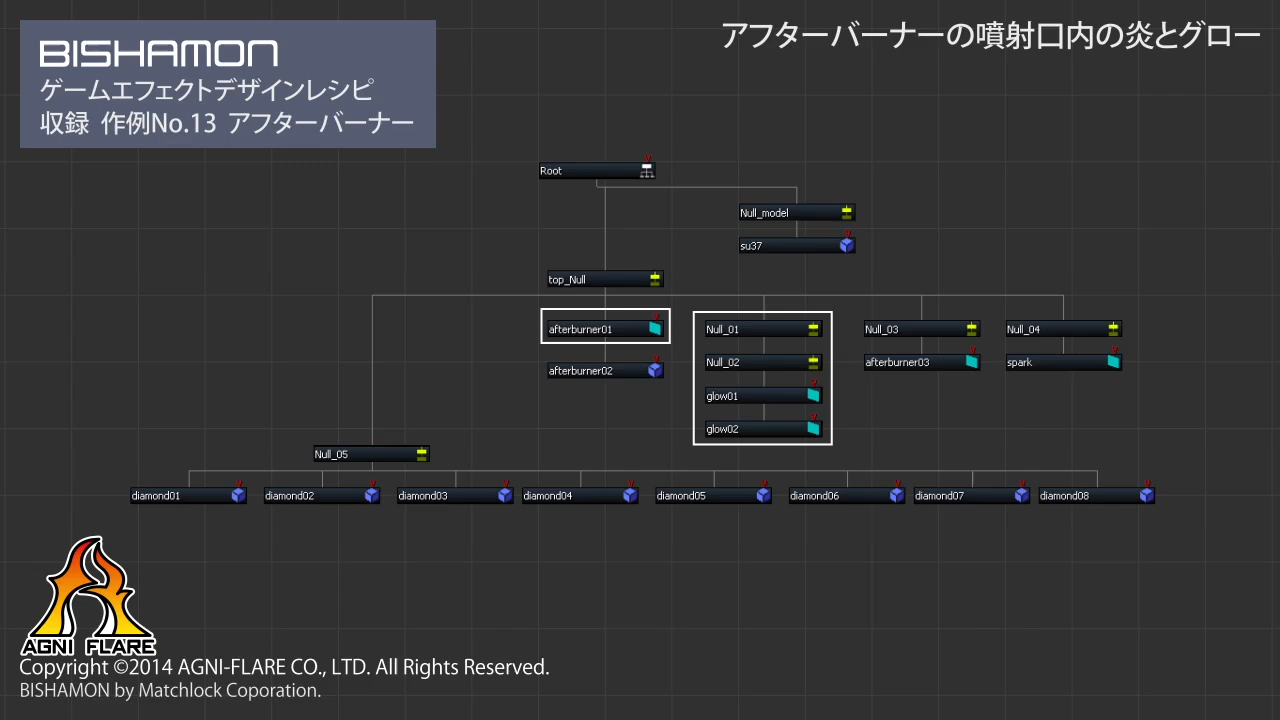 BISHAMON
ゲームエフェクトデザインレシピ
収録 作例No.13 アフターバーナー
アフターバーナーの噴射口内の炎とグロー
Root
Null_model
su37
top_Null
afterburner01
Null_01
Null_03
Null_04
afterburner02
Null_02
afterburner03
spark
glow01
glow02
Null_05
diamond01
diamond02
diamond03
diamond04
diamond05
diamond06
diamond07
diamond08
AGNI FLARE
Copyright ©2014 AGNI-FLARE CO., LTD. All Rights Reserved.
BISHAMON by Matchlock Coporation.